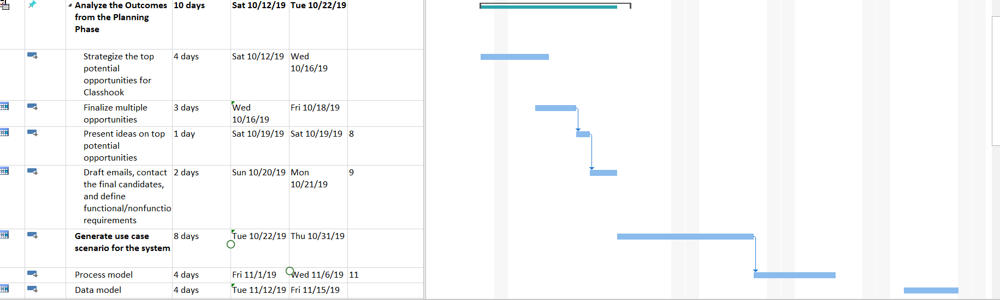 Analyze the Outcomes 10 days Sat 10/12/19 Tue 10/22/19
from the Planning
Phase
Strategize the top 4 days Sat 10/12/19 Wed
potential 10/16/19
opportunities for
Classhook
Finalize multiple 3 days Wed Fri 10/18/19
opportunities 10/16/19
Present ideas on top 1 day Sat 10/19/19 Sat 10/19/19 8
potential
opportunities
Draft emails, contact 2 days Sun 10/20/19 Mon 9
the final candidates, 10/21/19
and define
functional/nonfunctio
requirements
Generate use case 8 days Tue 10/22/19 Thu 10/31/19
scenario for the system
Process model 4 days Fri 11/1/19 Wed 11/6/19 11
Data model 4 days Tue 11/12/19 Fri 11/15/19